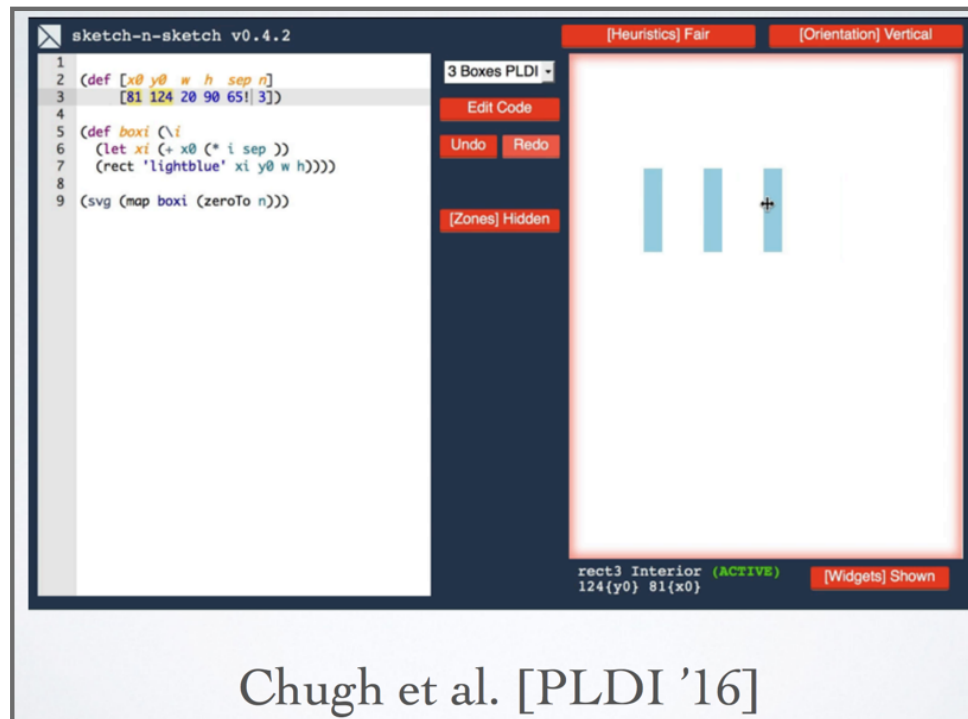 sketch-n-sketch v0.4.2
[Heuristics] Fair
[Orientation] Vertical
1
2 (def [x0 y0 w h sep n]
3 [81 124 20 90 65! 3])
4
5 (def boxi (\i
6 (let xi (+ x0 (* i sep ))
7 (rect 'lightblue' xi y0 w h))))
8
9 (svg (map boxi (zeroTo n)))
3 Boxes PLDI
Edit Code
Undo Redo
[Zones] Hidden
rect3 Interior (ACTIVE)
124{y0} 81{x0}
[Widgets] Shown
Chugh et al. [PLDI ’16]